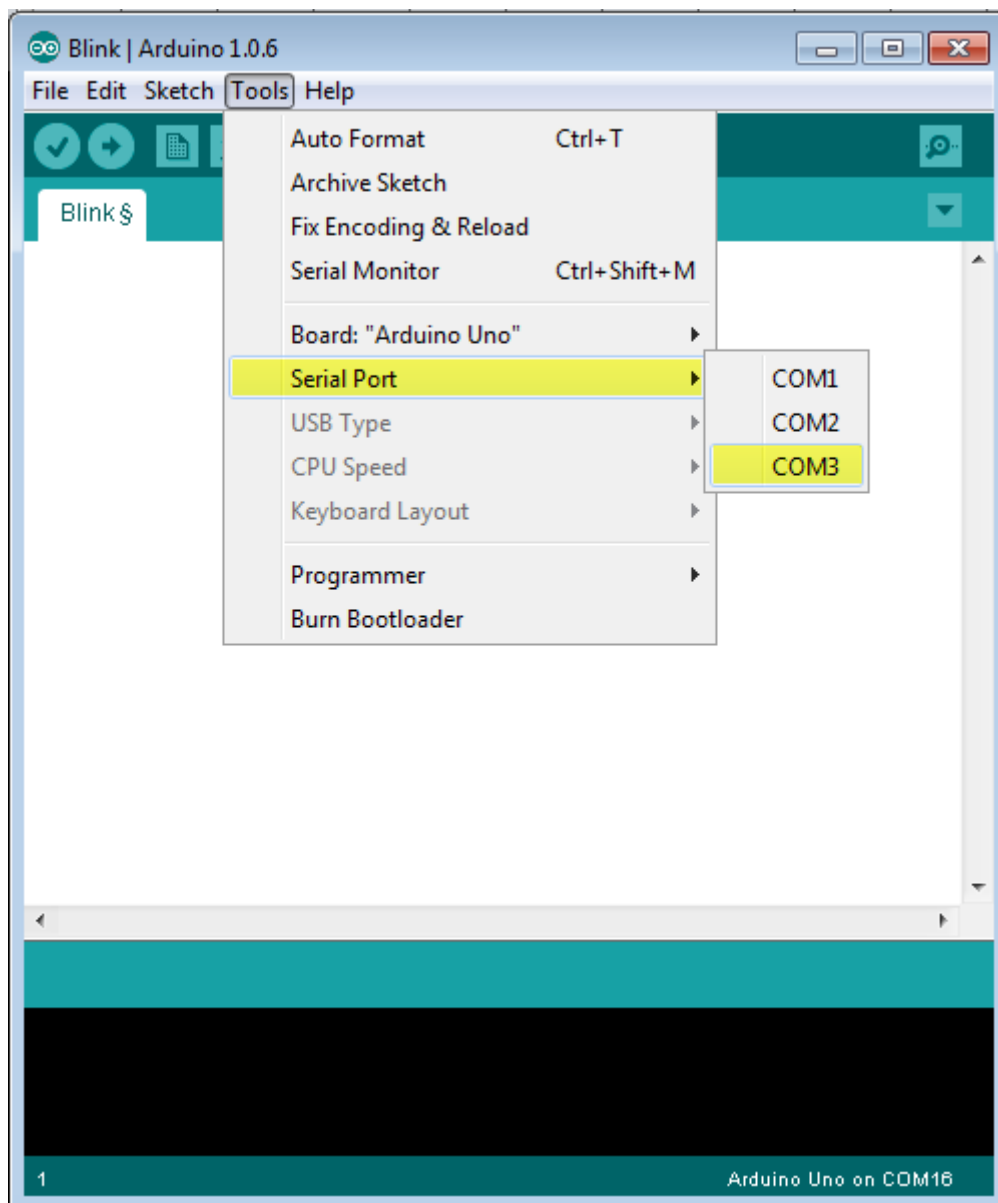 Blink | Arduino 1.0.6
File Edit Sketch Tools Help
Auto Format Ctrl+T
Archive Sketch
Blink §
Fix Encoding & Reload
Serial Monitor Ctrl+Shift+M
Board: "Arduino Uno"
Serial Port
COM1
USB Type
COM2
CPU Speed
COM3
Keyboard Layout
Programmer
Burn Bootloader
1 Arduino Uno on COM16